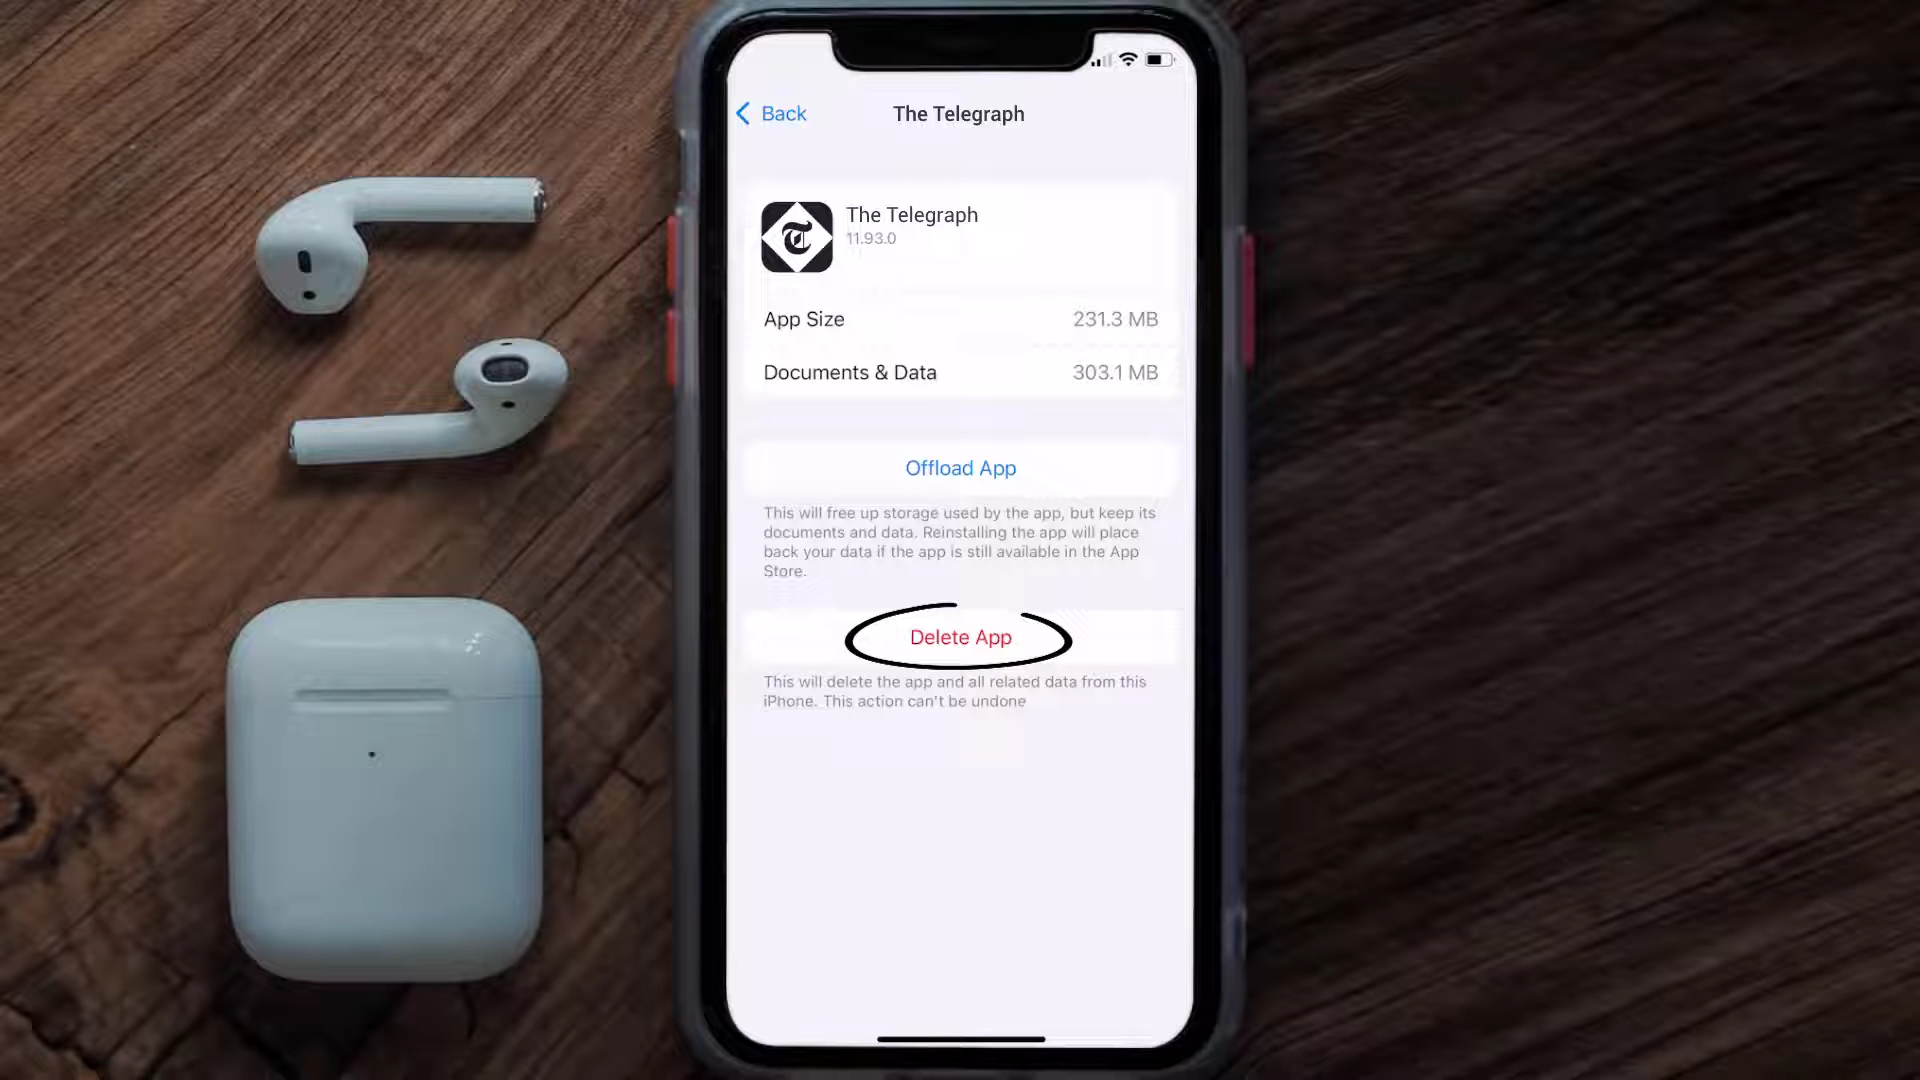 Back
The Telegraph
The Telegraph
11.93.0
App Size 231.3 MB
Documents & Data 303.1 MB
Offload App
This will free up storage used by the app, but keep its
documents and data. Reinstalling the app will place
back your data if the app is still available in the App
Store.
Delete App
This will delete the app and all related data from this
iPhone. This action can't be undone